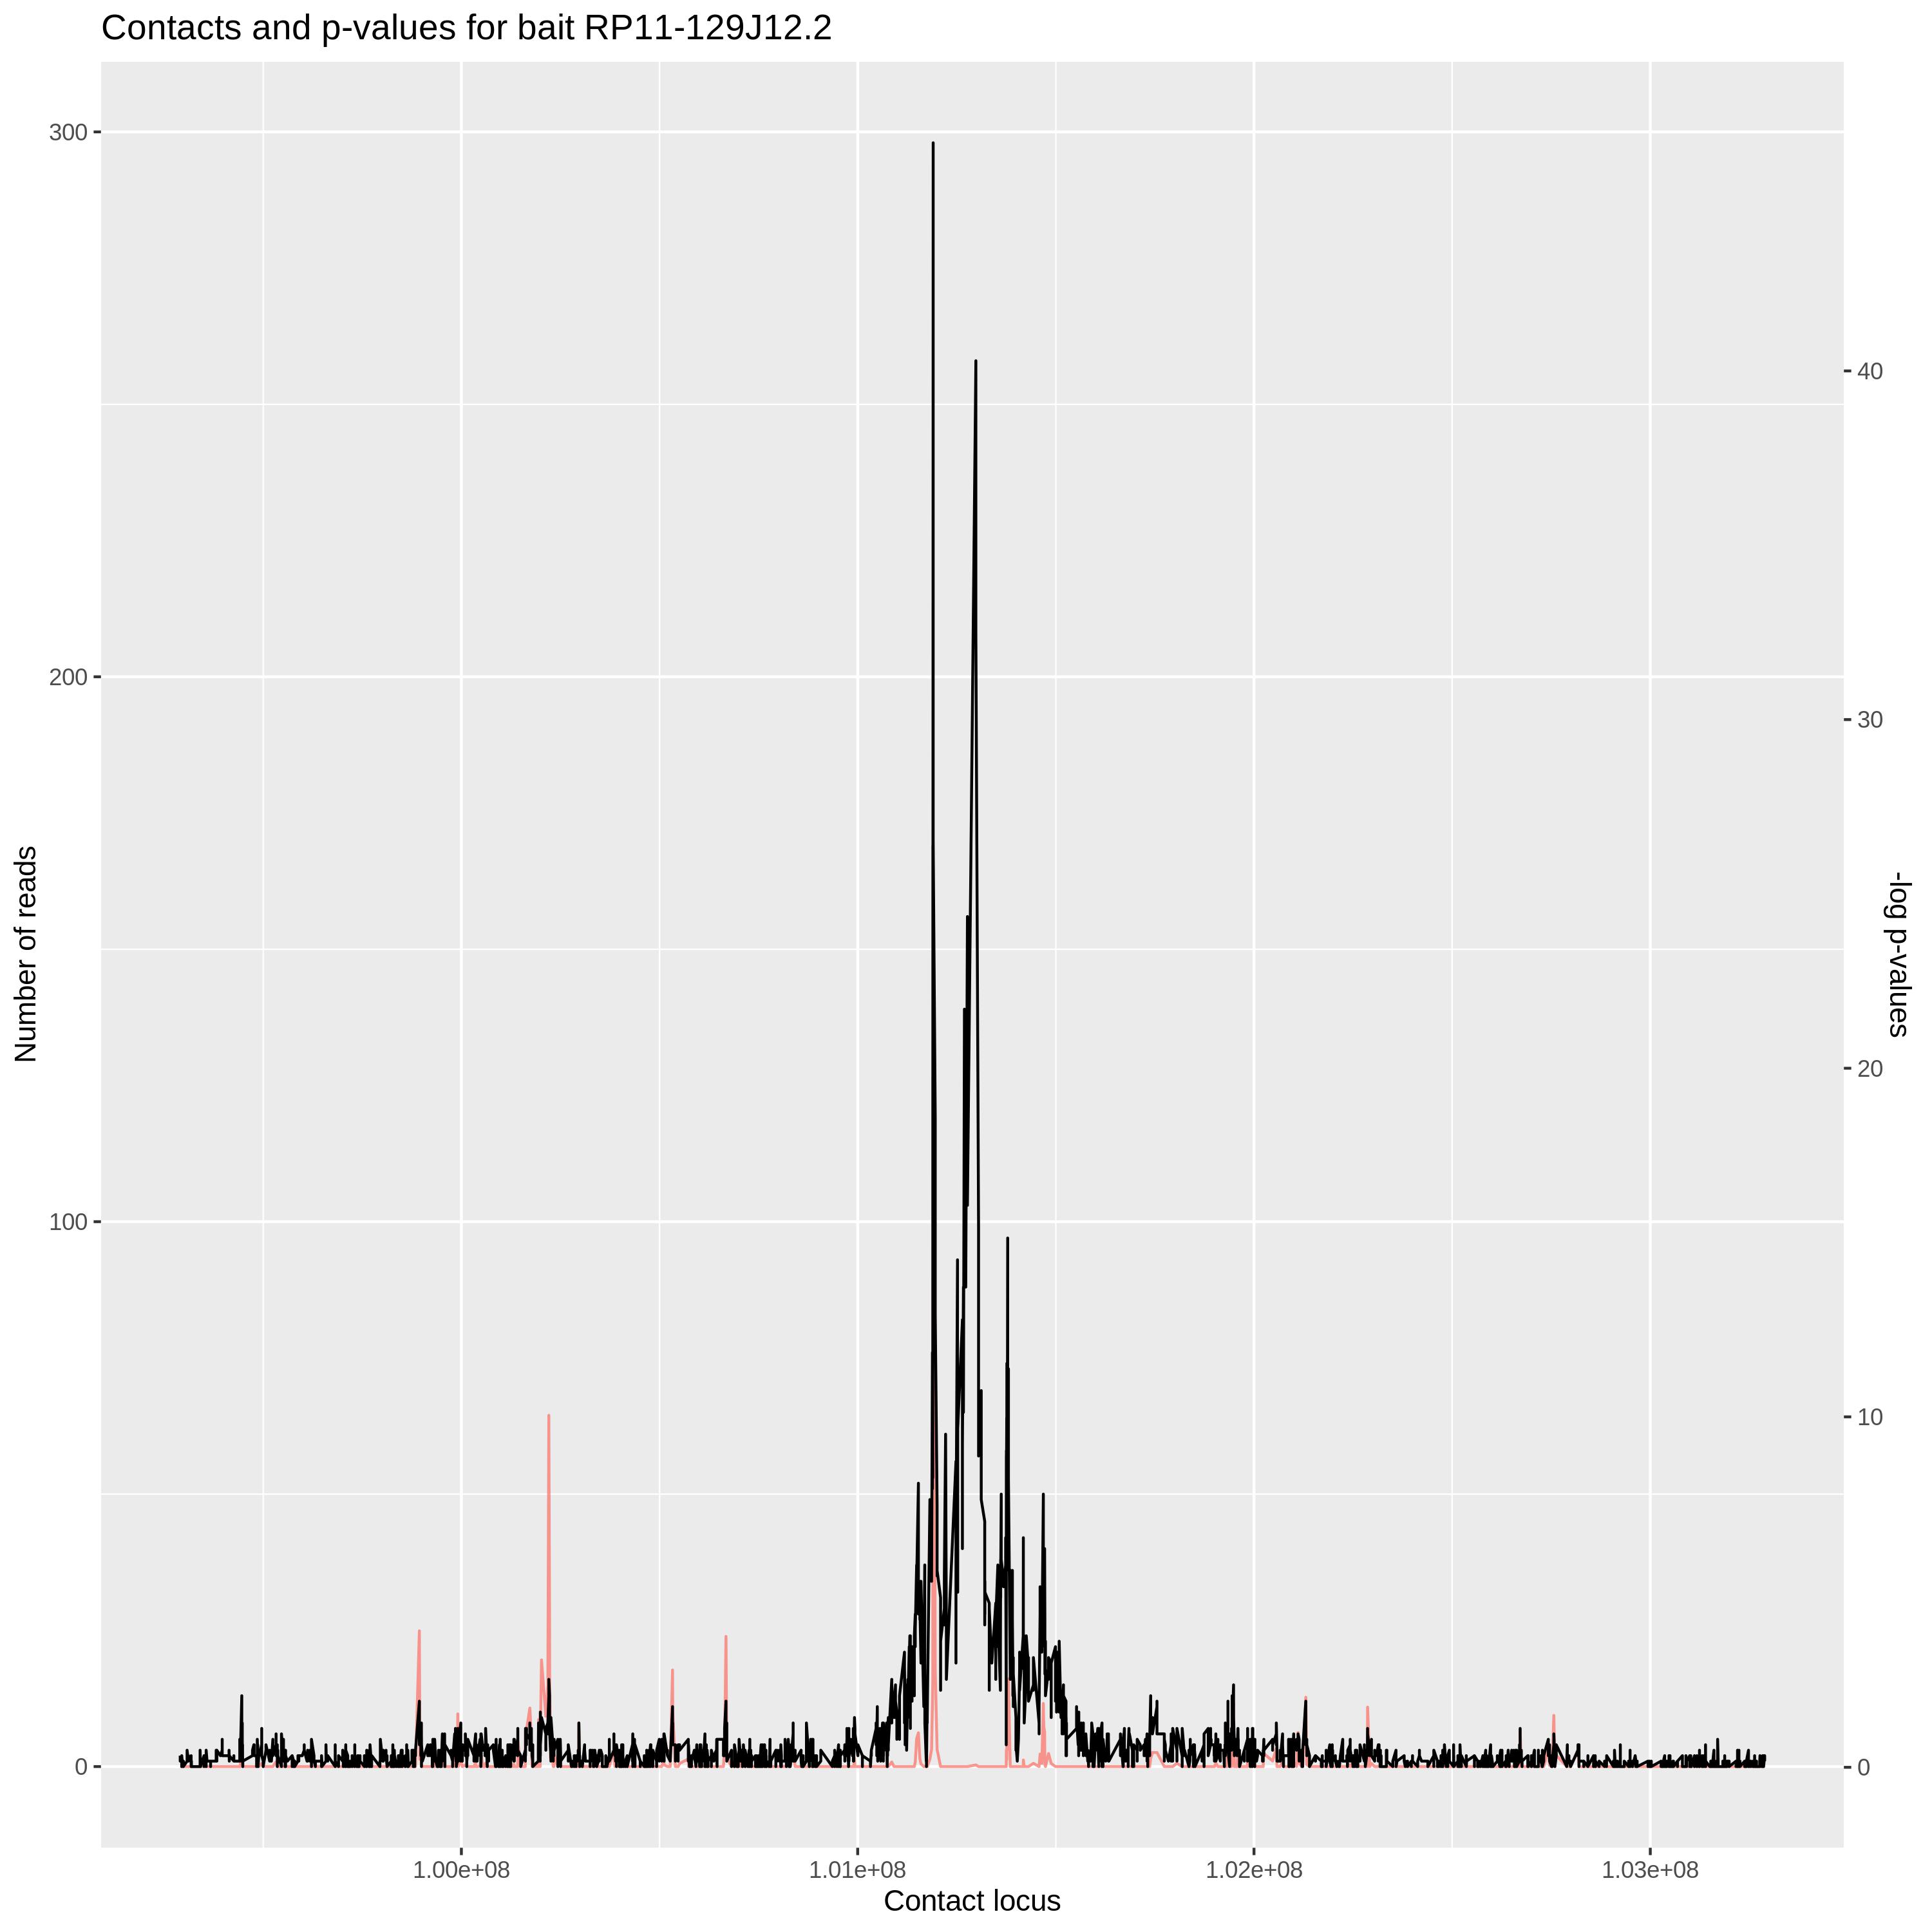 Contacts and p-values for bait RP11-129J12.2
300
200
100
0
Number of reads
40
30
20
10
0
-log p-values
1.00e+08
1.01e+08
1.02e+08
1.03e+08
Contact locus